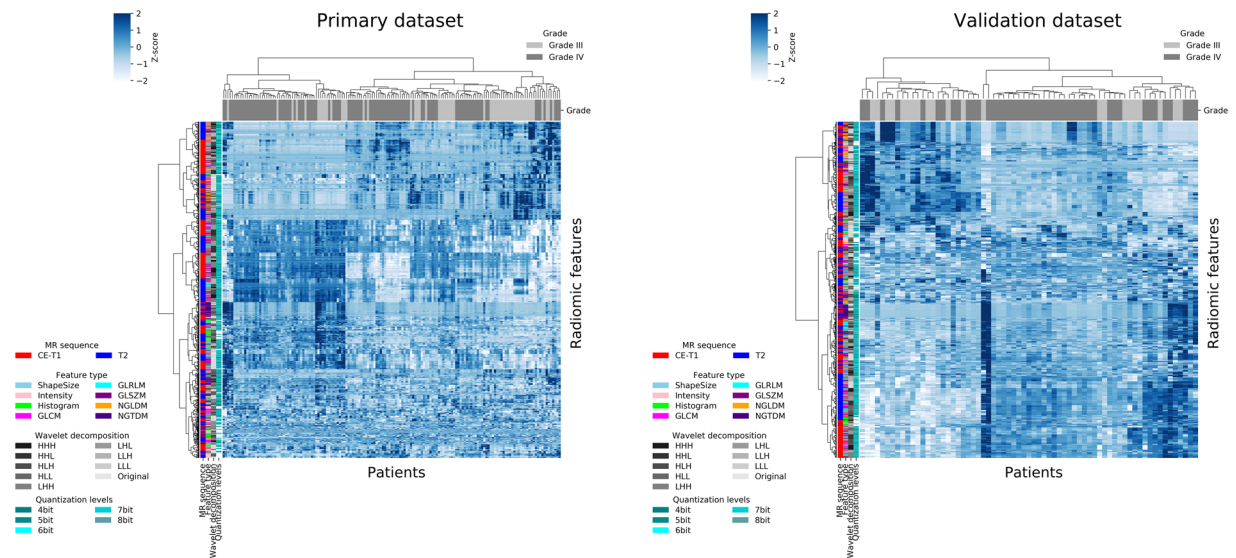 Primary dataset
2
1
0
−1
−2
Z-score
Grade
Grade III
Grade IV
Grade
Radiomic features
Patients
MR sequence
CE-T1 T2
Feature type
ShapeSize GLRLM
Intensity GLSZM
Histogram NGLDM
GLCM NGTDM
Wavelet decomposition
HHH LHL
HHL LLH
HLH LLL
HLL Original
LHH
Quantization levels
4bit 7bit
5bit 8bit
6bit
MR sequence
Feature type
Wavelet decomposition
Quantization levels
Validation dataset
2
1
0
−1
−2
Z-score
Grade
Grade III
Grade IV
Grade
Radiomic features
Patients
MR sequence
CE-T1 T2
Feature type
ShapeSize GLRLM
Intensity GLSZM
Histogram NGLDM
GLCM NGTDM
Wavelet decomposition
HHH LHL
HHL LLH
HLH LLL
HLL Original
LHH
Quantization levels
4bit 7bit
5bit 8bit
6bit
MR sequence
Feature type
Wavelet decomposition
Quantization levels